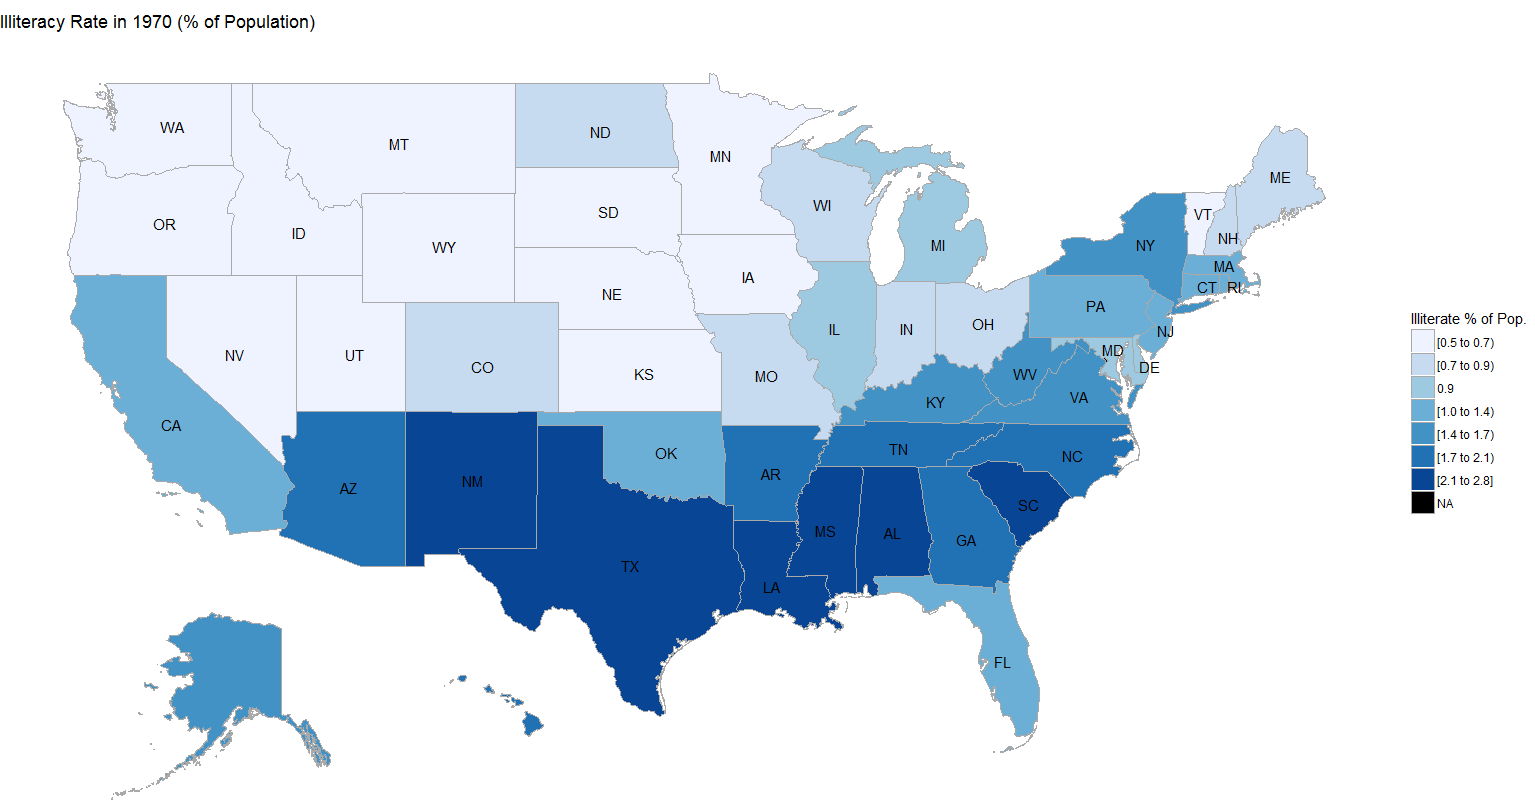 Illiteracy Rate in 1970 (% of Population)
WA
MT
ND
MN
OR
ID
WY
SD
WI
MI
NY
VT
NH
ME
MA
CT
RI
NV
UT
CO
NE
IA
IL
IN
OH
PA
NJ
MD
DE
CA
KS
MO
KY
WV
VA
AZ
NM
OK
AR
TN
NC
SC
TX
LA
MS
AL
GA
FL
Illiterate % of Pop.
[0.5 to 0.7)
[0.7 to 0.9)
0.9
[1.0 to 1.4)
[1.4 to 1.7)
[1.7 to 2.1)
[2.1 to 2.8]
NA